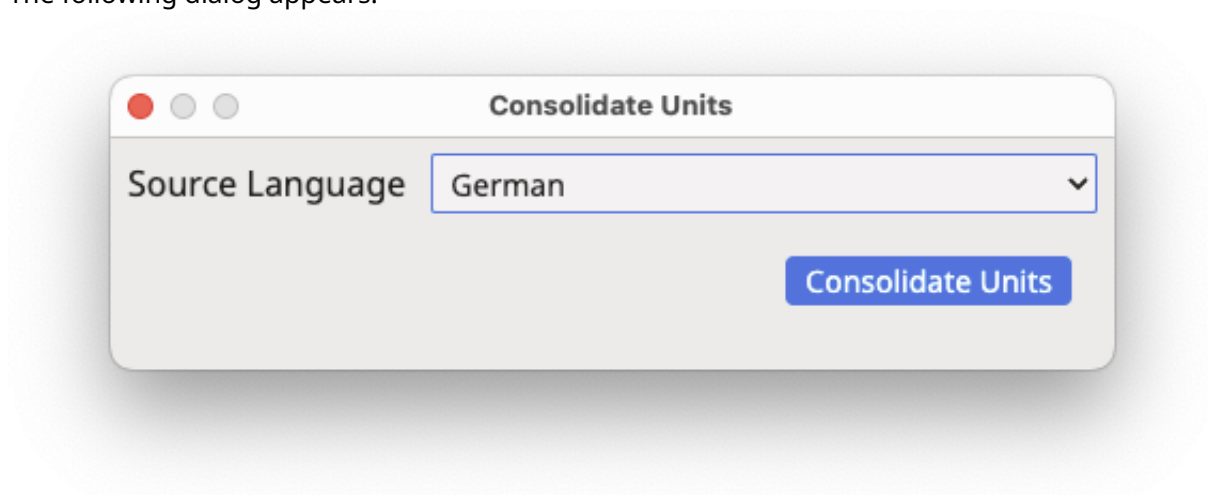 The following dialog appears:
Consolidate Units
Source Language German
Consolidate Units